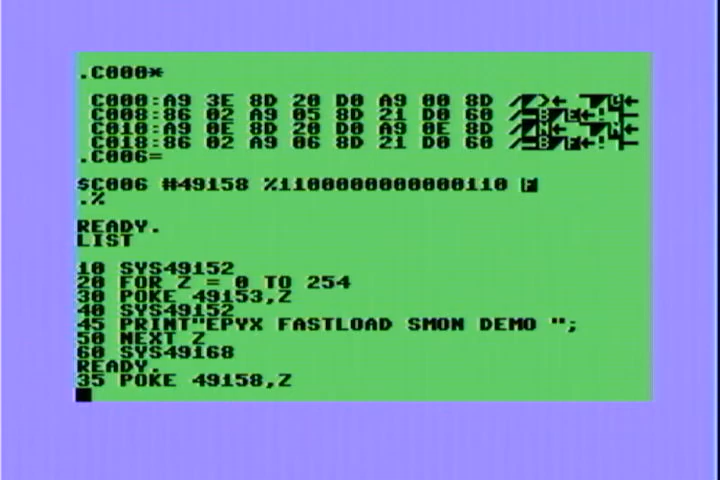 .C000*
C000:A9 3E 8D 20 D0 A9 00 8D
C008:86 02 A9 05 8D 21 D0 60
C010:A9 0E 8D 20 D0 A9 0E 8D
C018:86 02 A9 06 8D 21 D0 60
.C006=
$C006 #49158 %1100000000000110 F
.%
READY.
LIST
10 SYS49152
20 FOR Z = 0 TO 254
30 POKE 49153,Z
40 SYS49152
45 PRINT"EPYX FASTLOAD SMON DEMO ";
50 NEXT Z
60 SYS49168
READY.
35 POKE 49158,Z